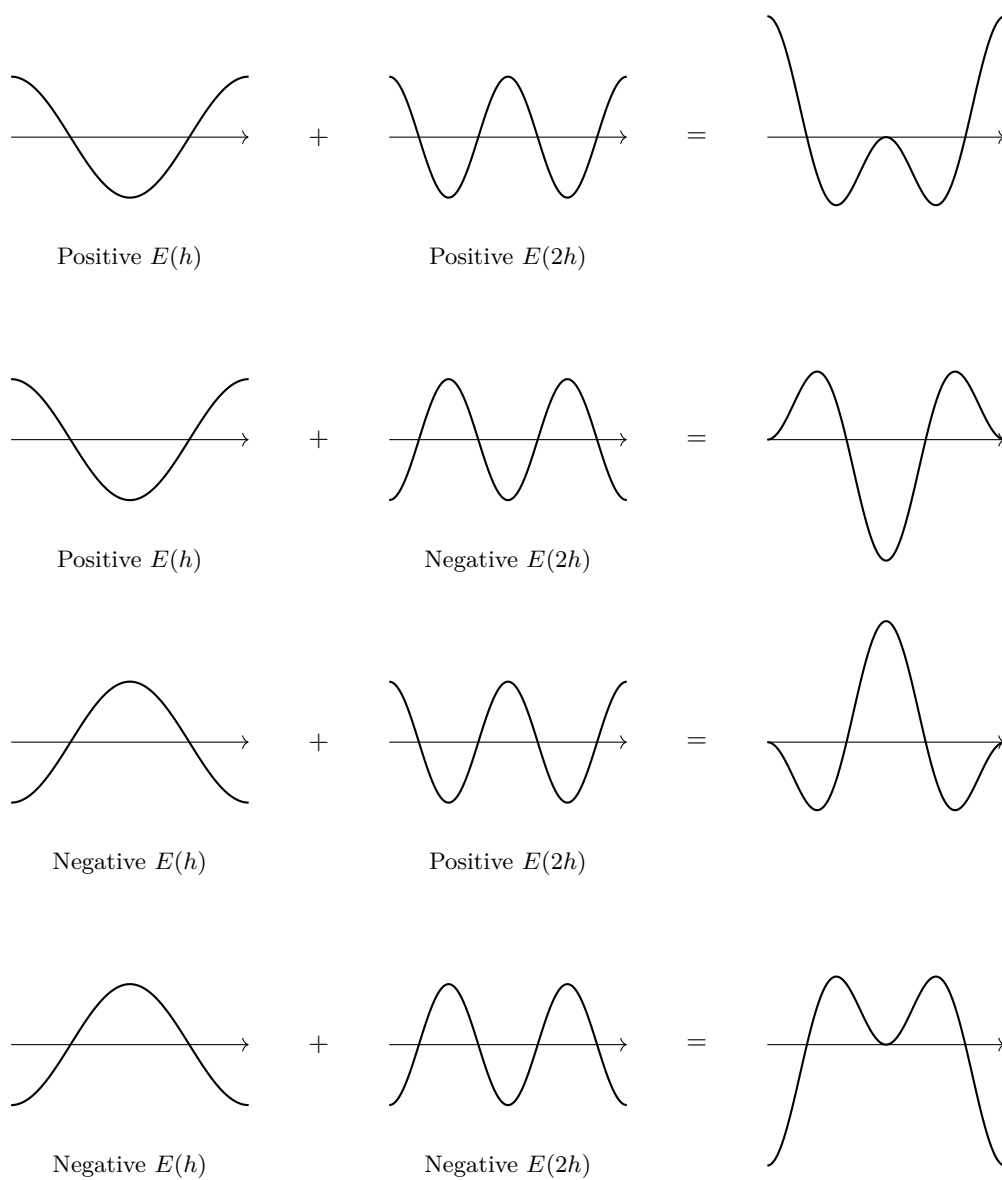 + =
Positive E(h) Positive E(2h)
+ =
Positive E(h) Negative E(2h)
+ =
Negative E(h) Positive E(2h)
+ =
Negative E(h) Negative E(2h)